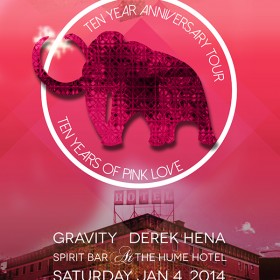 TEN YEAR ANNIVERSARY TOUR
TEN YEARS OF PINK LOVE
HOTEL
GRAVITY DEREK HENA
SPIRIT BAR At THE HUME HOTEL
SATURDAY JAN 4, 2014